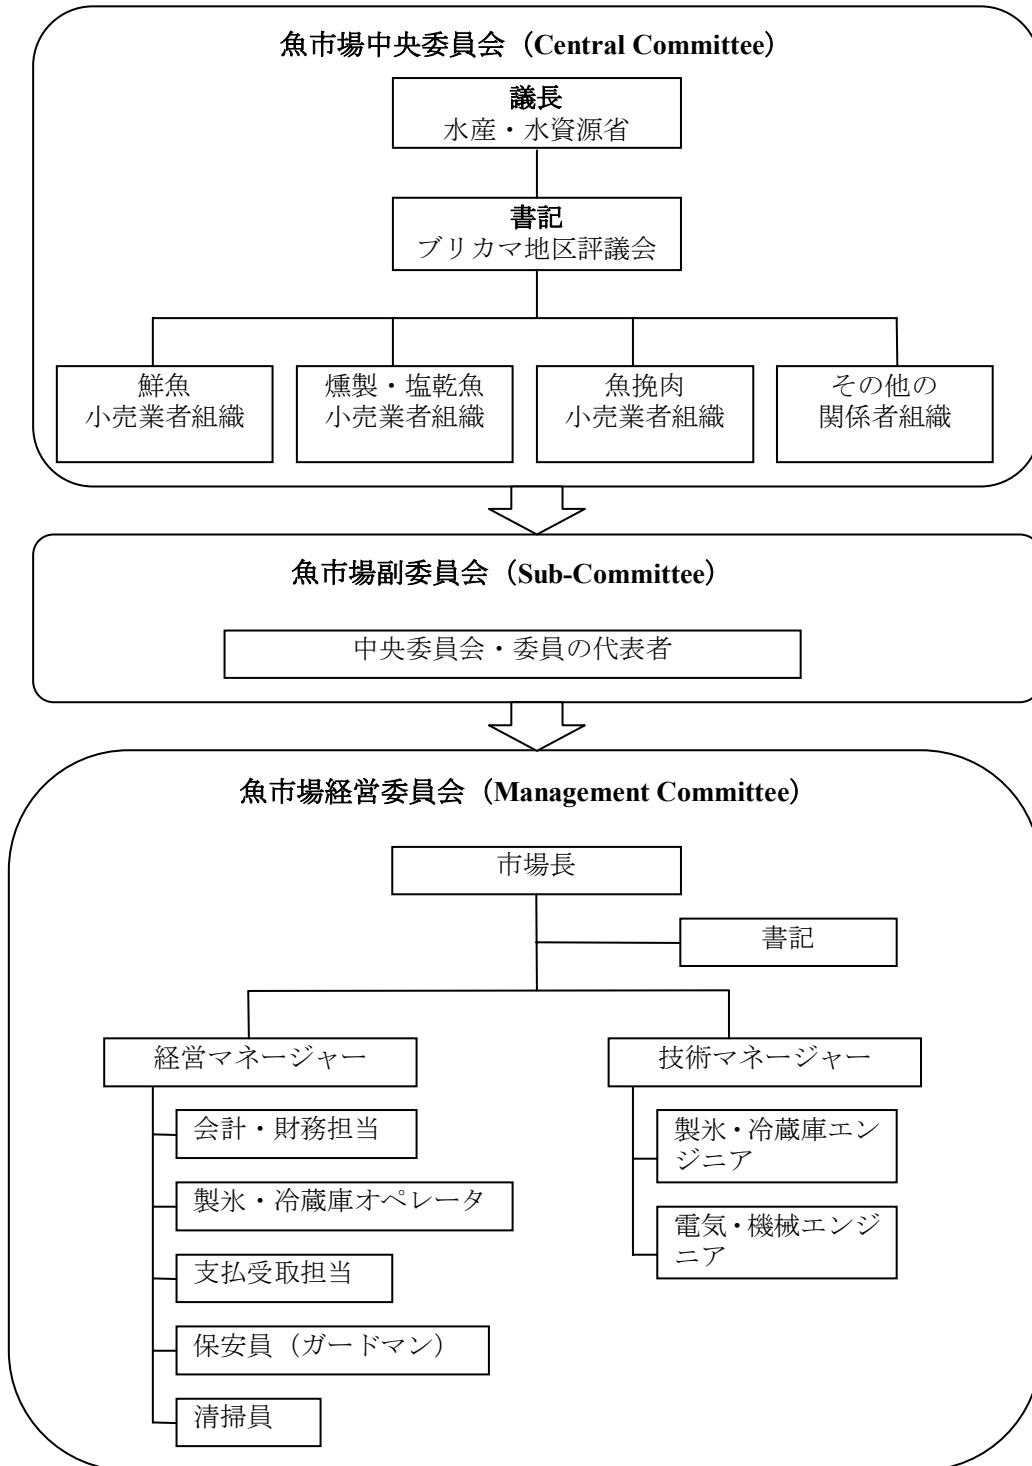 魚市場中央委員会（Central Committee）
議長
水産・水資源省
書記
ブリカマ地区評議会
鮮魚
小売業者組織
燻製・塩乾魚
小売業者組織
魚挽肉
小売業者組織
その他の
関係者組織
魚市場副委員会（Sub-Committee）
中央委員会・委員の代表者
魚市場経営委員会（Management Committee）
市場長
書記
経営マネージャー
会計・財務担当
製氷・冷蔵庫オペレータ
支払受取担当
保安員（ガードマン）
清掃員
技術マネージャー
製氷・冷蔵庫エン
ジニア
電気・機械エンジ
ニア